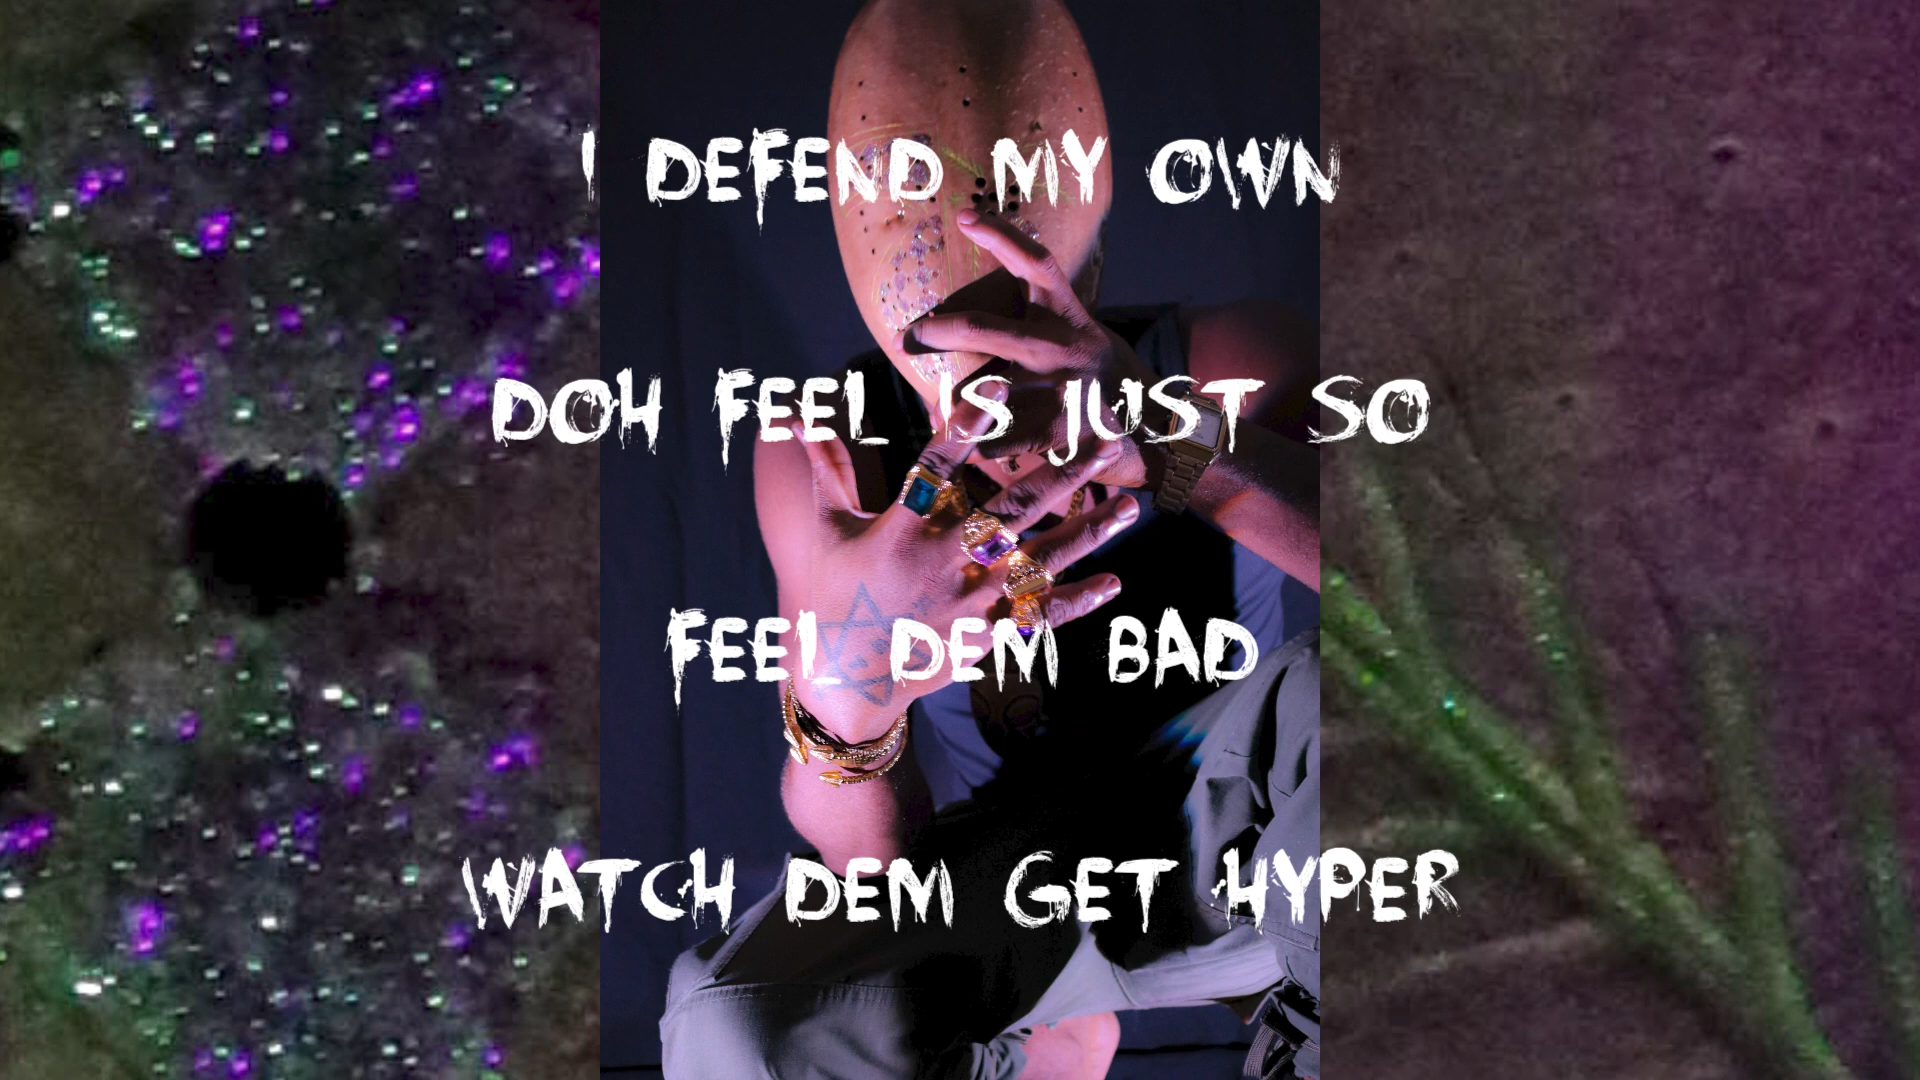 I DEFEND MY OWN
DOH FEEL IS JUST SO
FEEL DEM BAD
WATCH DEM GET HYPER